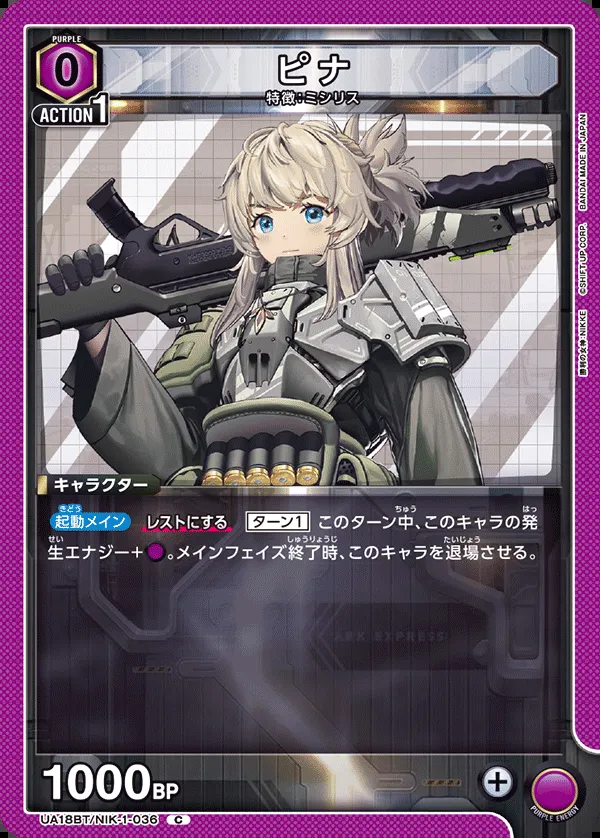 PURPLE
0
ACTION 1
ピナ
特徴：ミシリス
BANDAI MADE IN JAPAN
©SHIFT UP CORP.
勝利の女神：NIKKE
キャラクター
起動メイン レストにする ターン1 このターン中、このキャラの発
生エナジー+ 。メインフェイズ終了時、このキャラを退場させる。
APK EXPRESS
1000 BP
+
PURPLE ENERGY
UA18BT/NIK-1-036 C